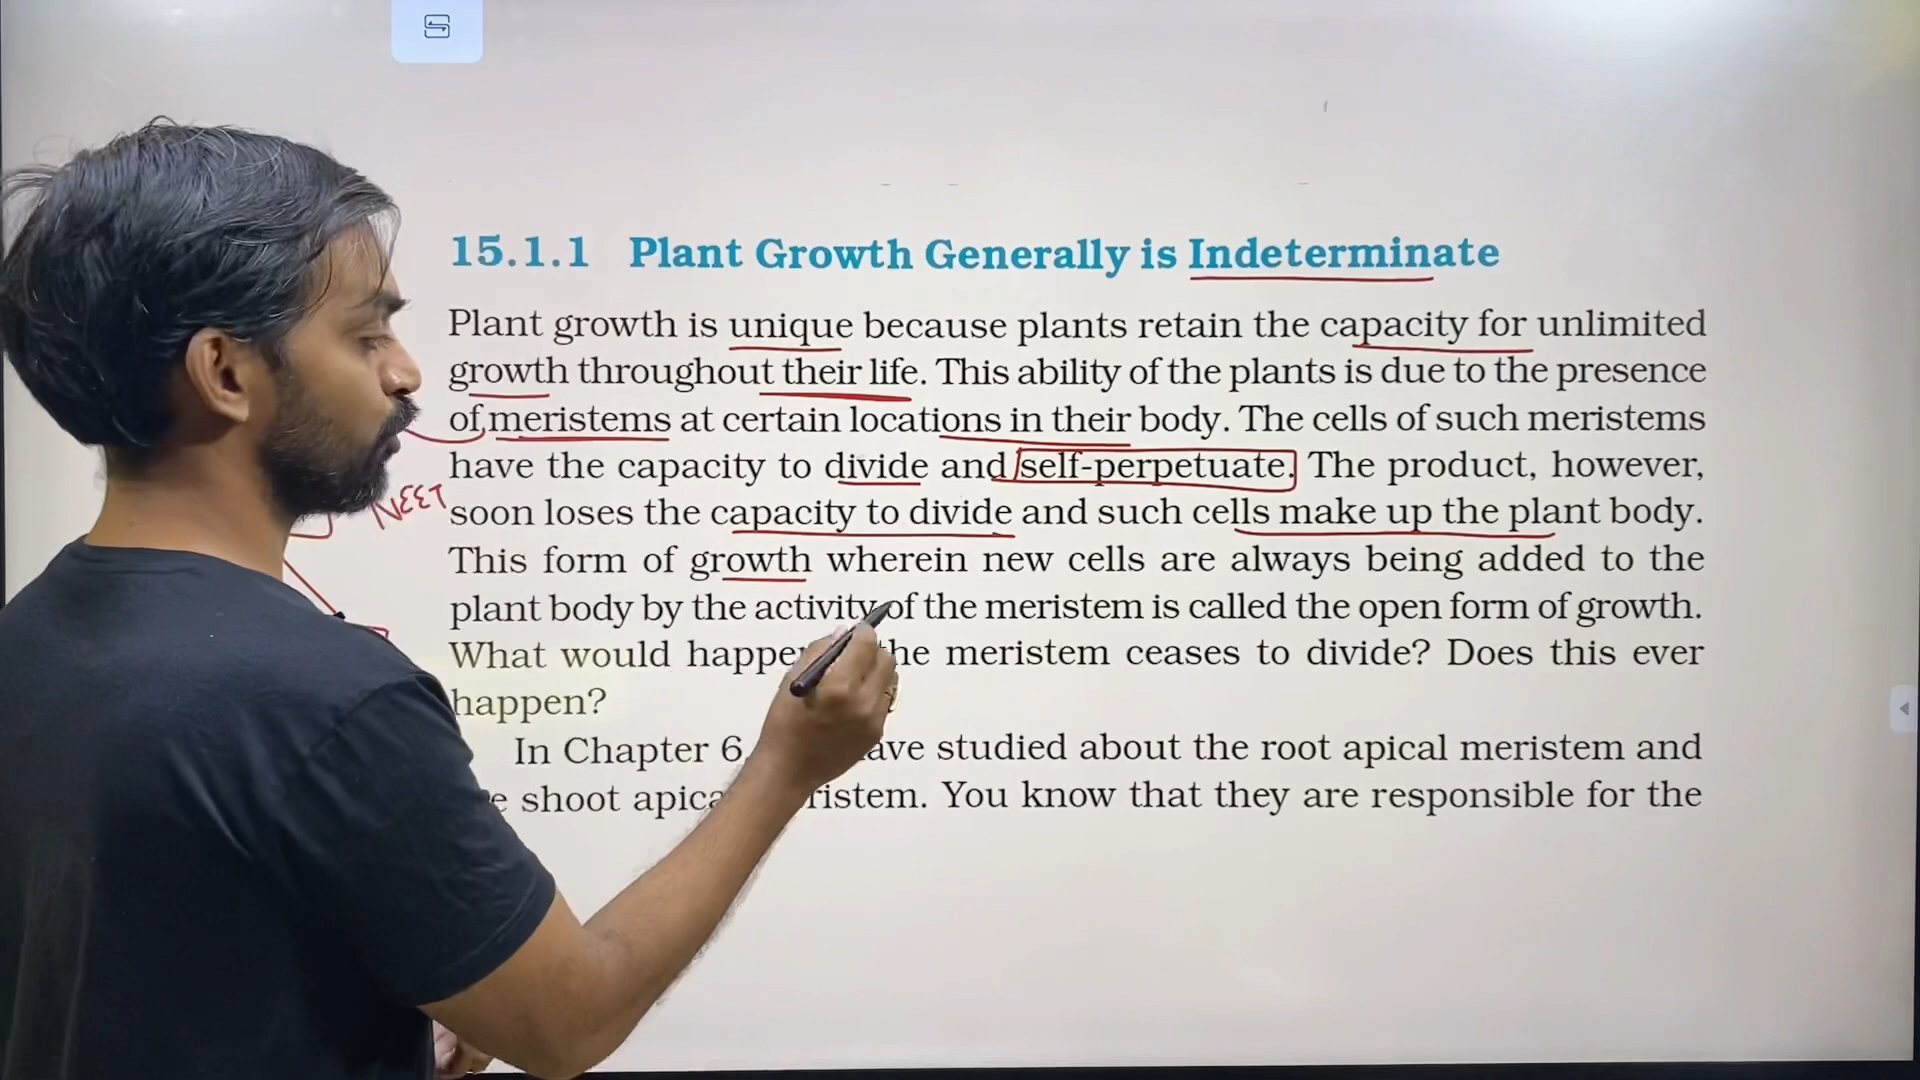 15.1.1 Plant Growth Generally is Indeterminate
Plant growth is unique because plants retain the capacity for unlimited
growth throughout their life. This ability of the plants is due to the presence
of meristems at certain locations in their body. The cells of such meristems
have the capacity to divide and self-perpetuate. The product, however,
NEET
soon loses the capacity to divide and such cells make up the plant body.
This form of growth wherein new cells are always being added to the
plant body by the activity of the meristem is called the open form of growth.
What would the meristem ceases to divide? Does this ever
happen?
In Chapter 6 studied about the root apical meristem and
shoot You know that they are responsible for the